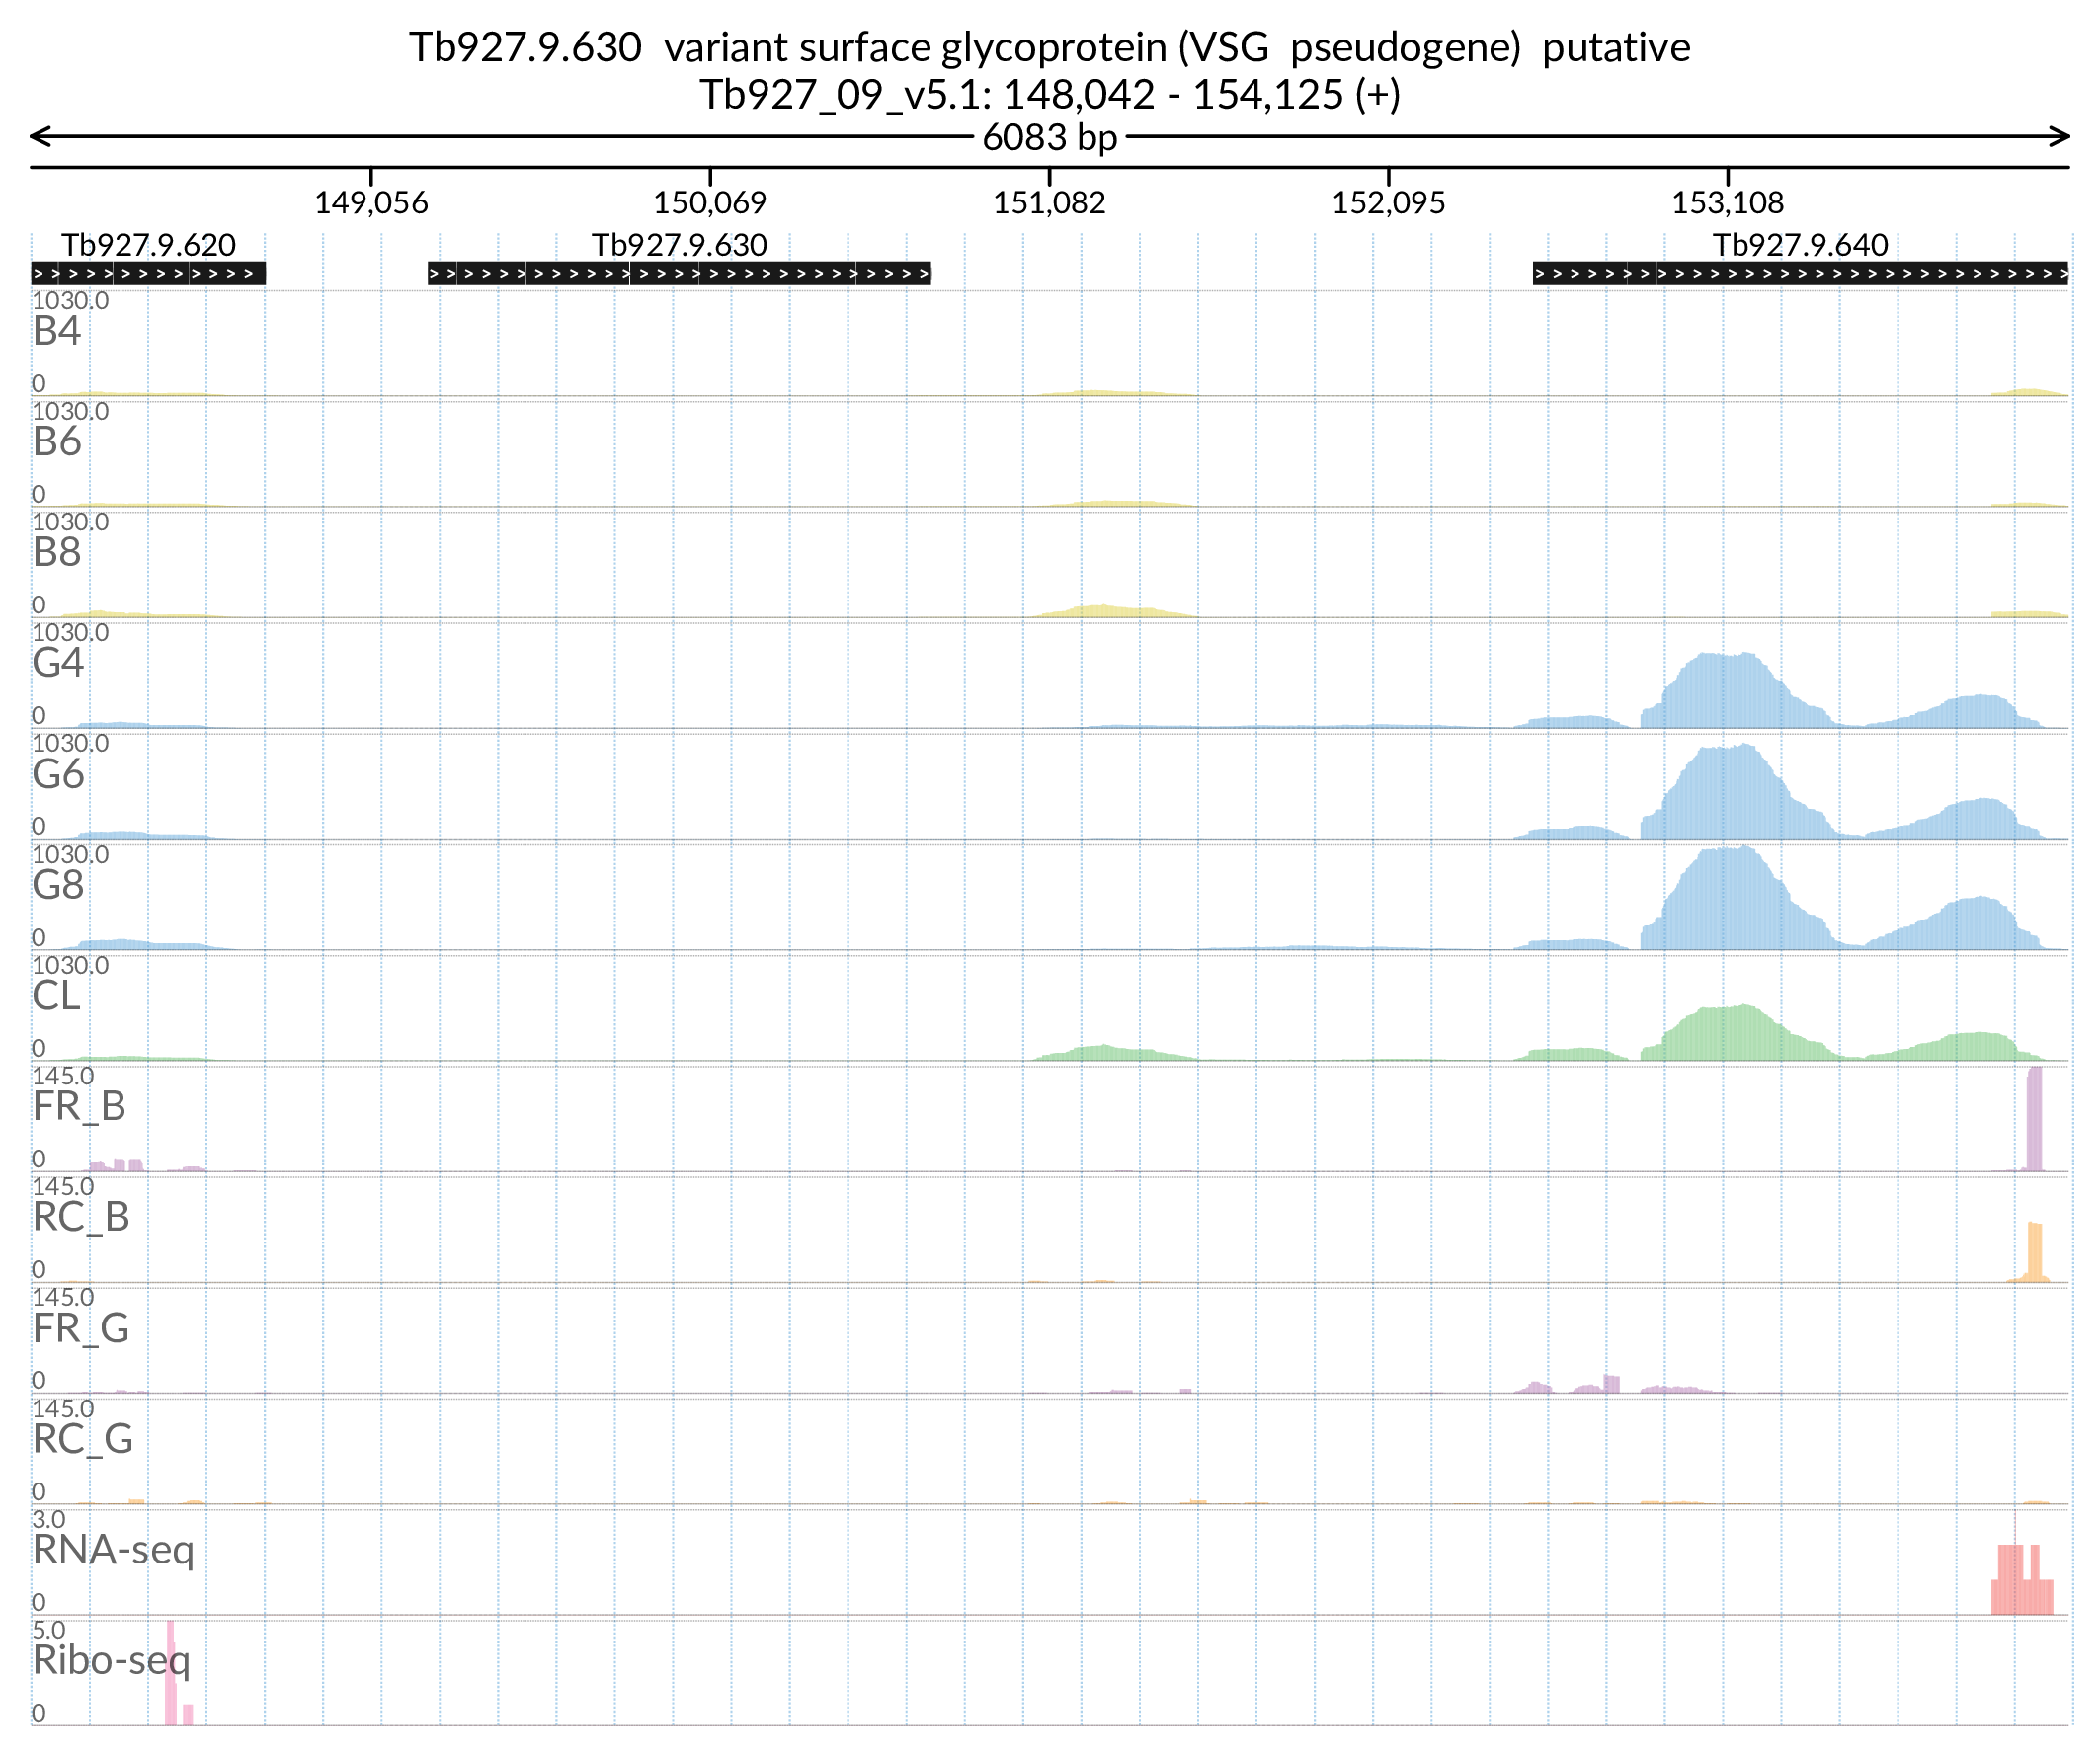 Tb927.9.630 variant surface glycoprotein (VSG pseudogene) putative
Tb927_09_v5.1: 148,042 - 154,125 (+)
6083 bp
149,056 150,069 151,082 152,095 153,108
Tb927.9.620 Tb927.9.630 Tb927.9.640
1030.0
B4
0
1030.0
B6
0
1030.0
B8
0
1030.0
G4
0
1030.0
G6
0
1030.0
G8
0
1030.0
CL
0
145.0
FR_B
0
145.0
RC_B
0
145.0
FR_G
0
145.0
RC_G
0
3.0
RNA-seq
0
5.0
Ribo-seq
0